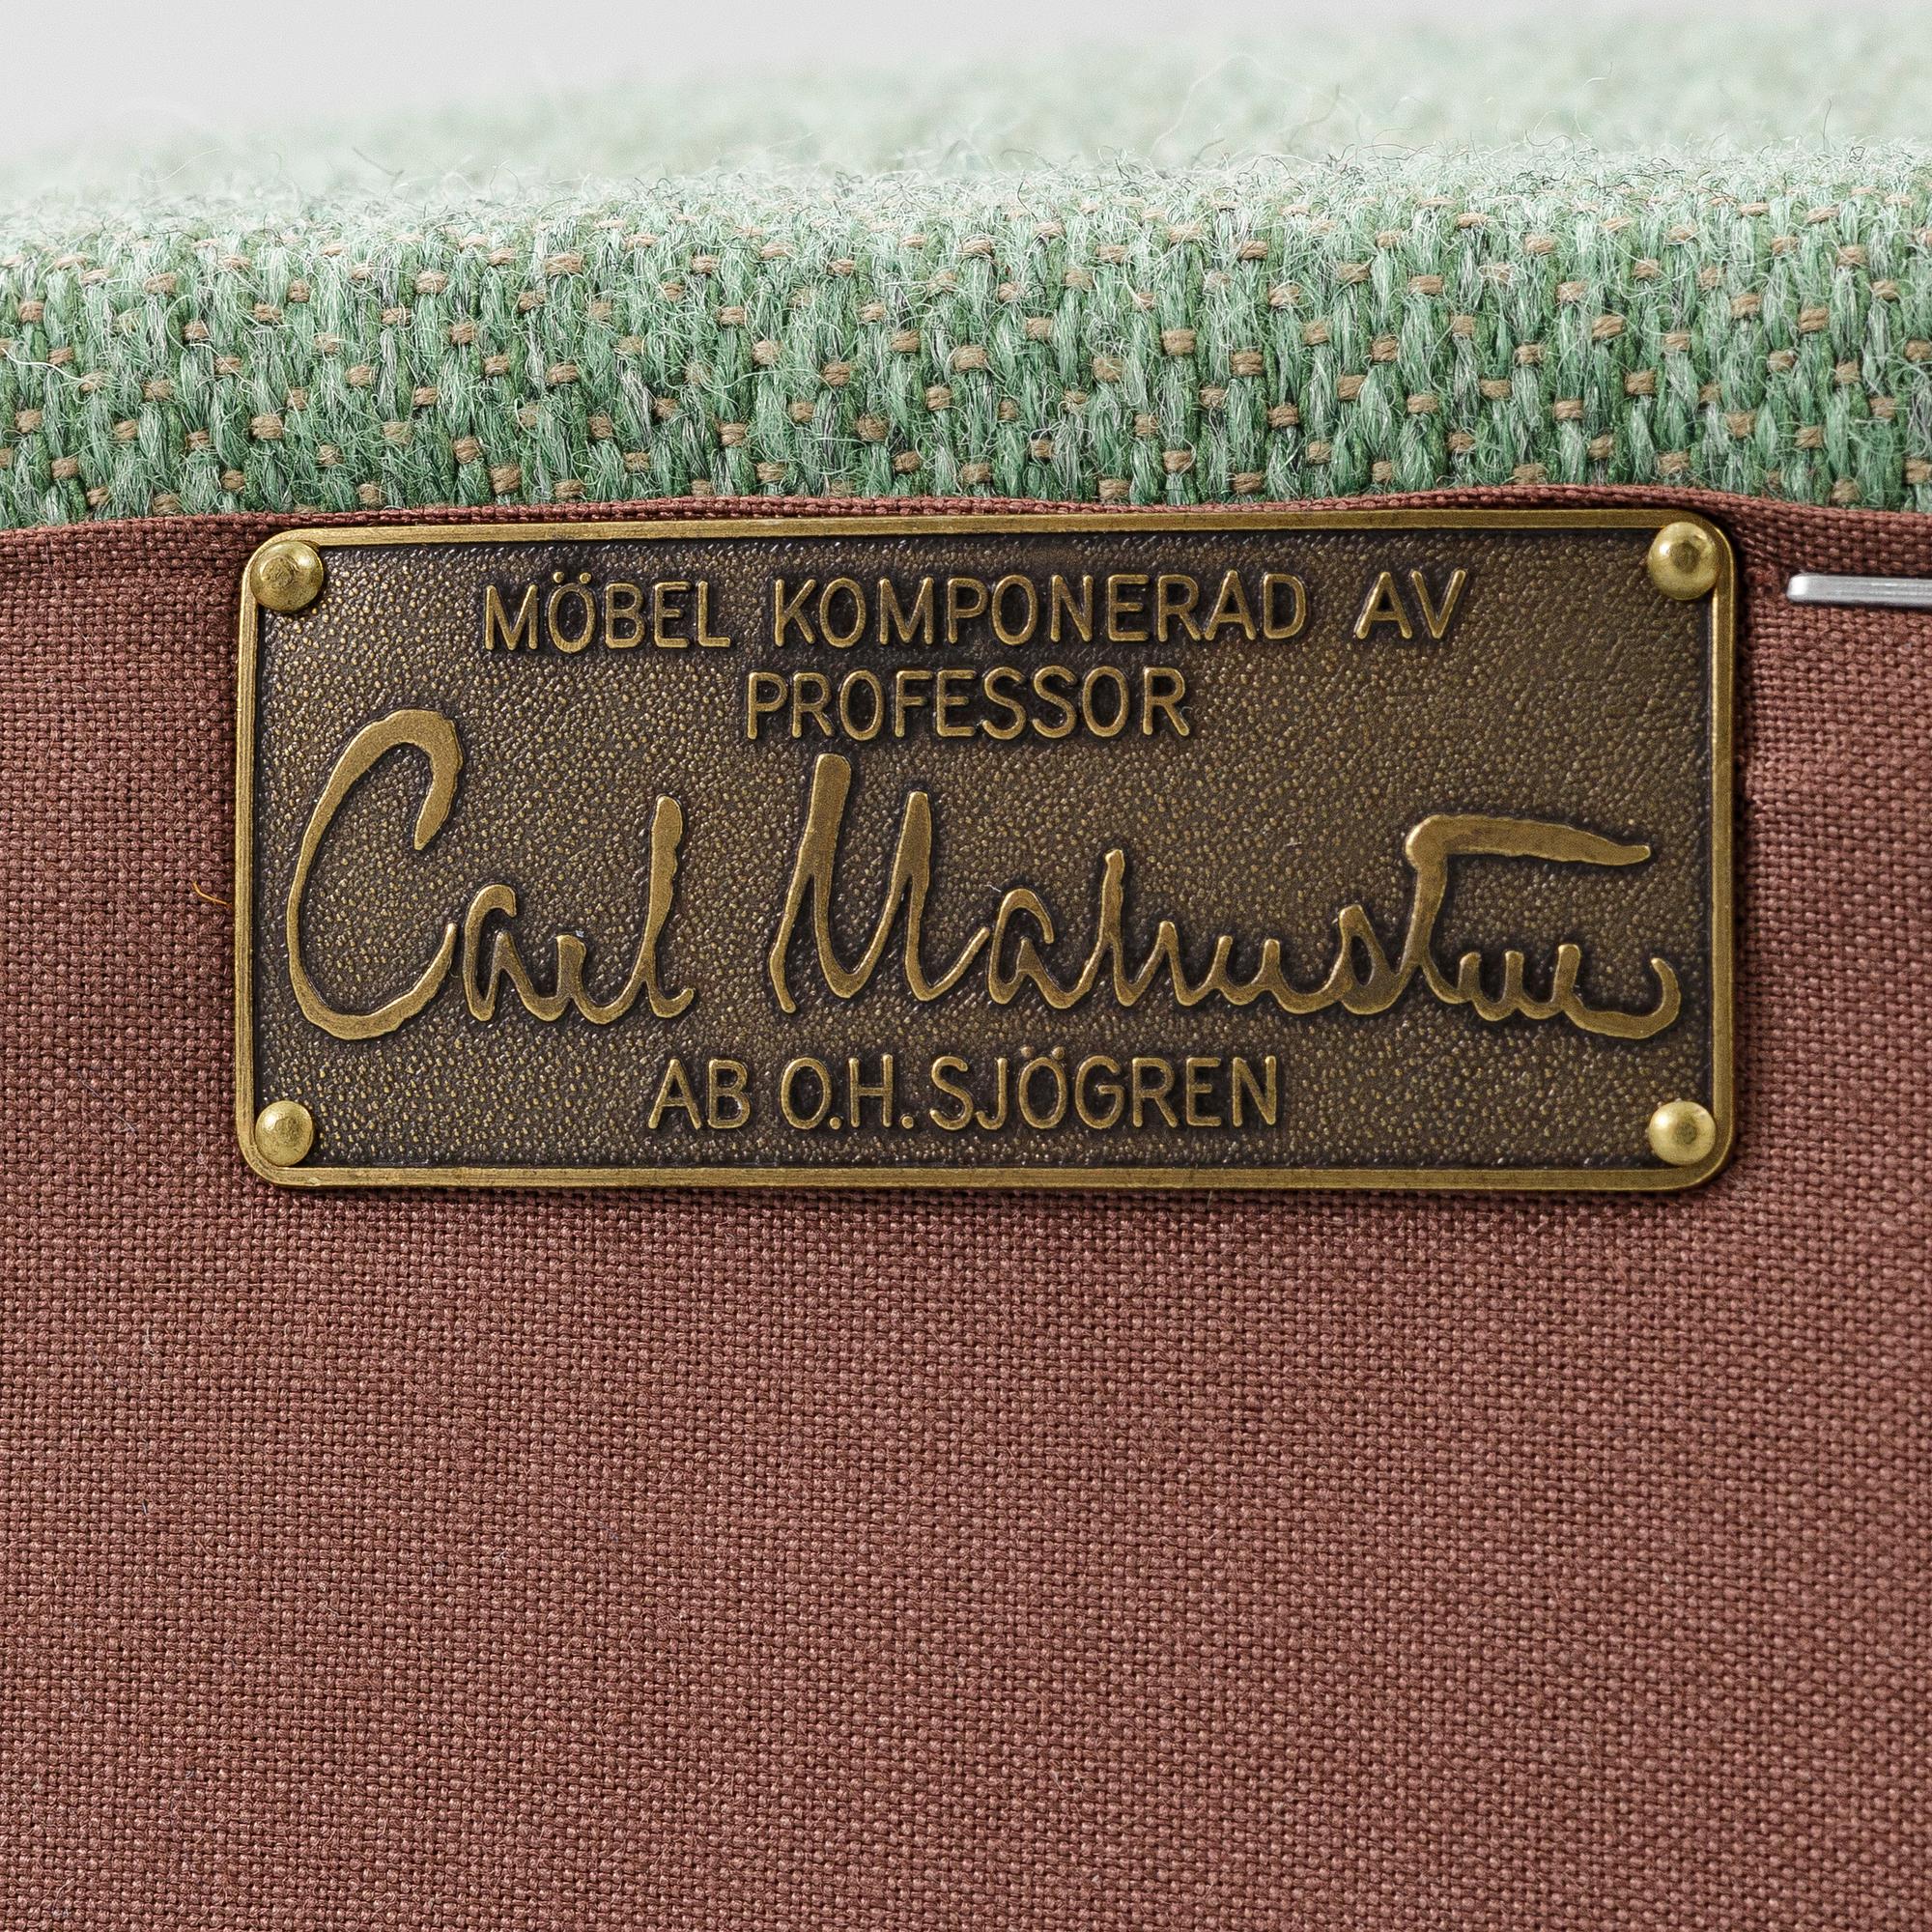 MÖBEL KOMPONERAD AV
PROFESSOR
Carl Malmsten
AB O.H. SJÖGREN